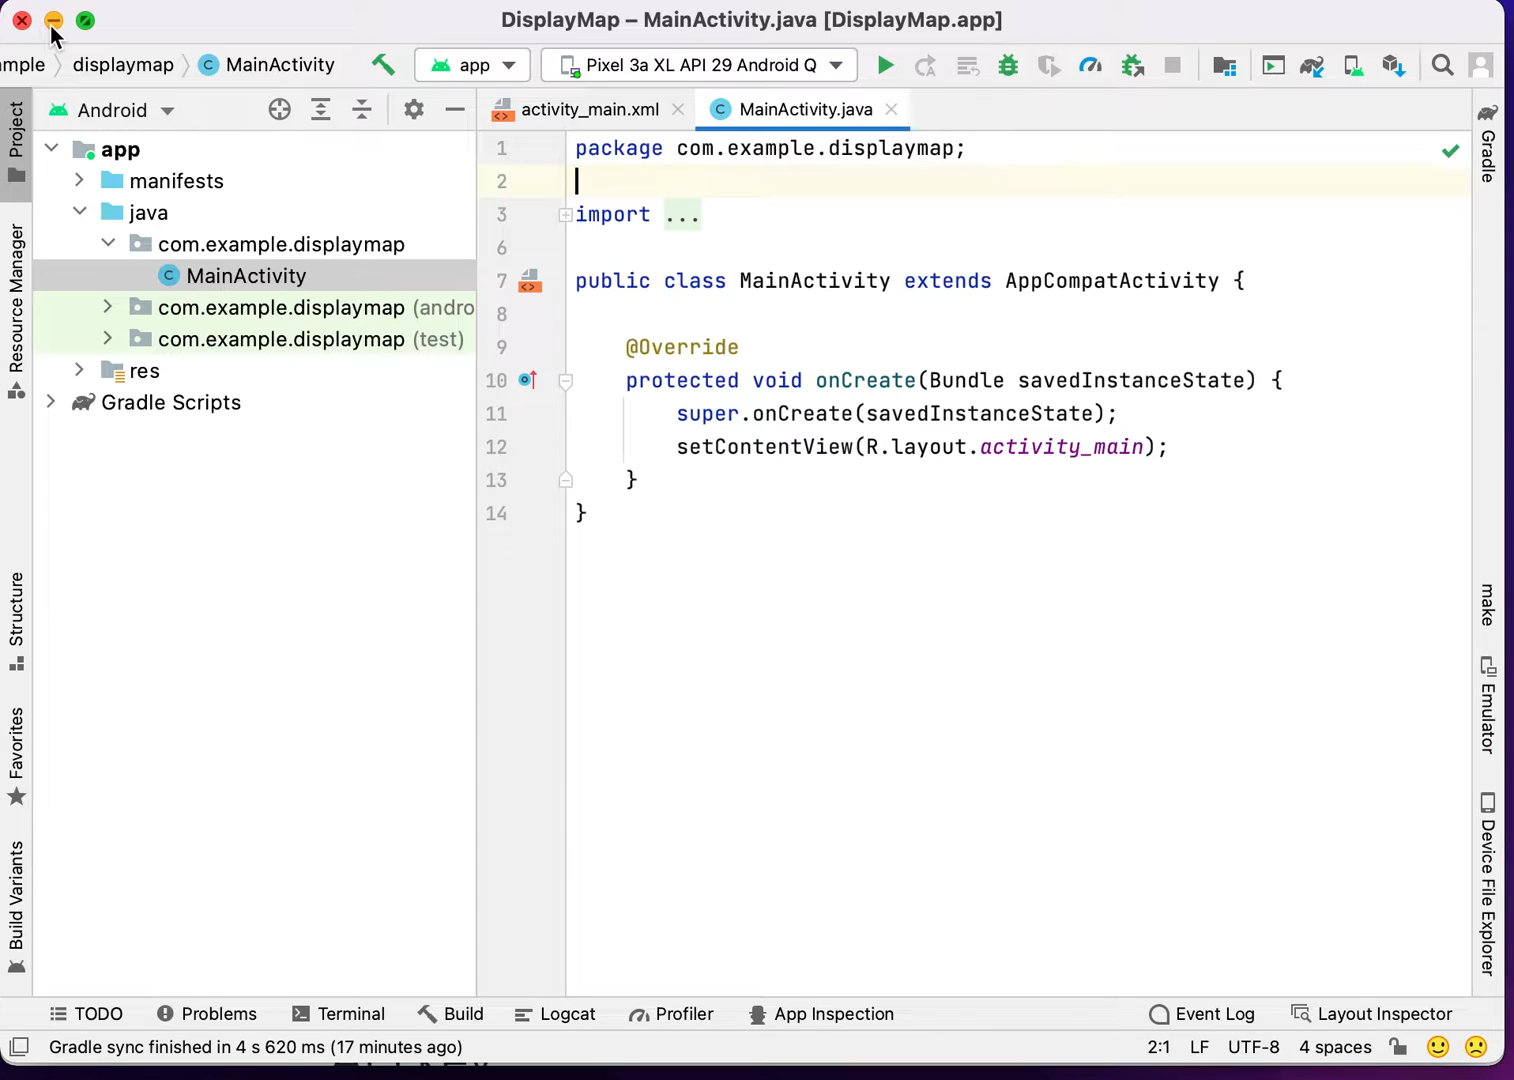 DisplayMap – MainActivity.java [DisplayMap.app]
mple displaymap MainActivity app Pixel 3a XL API 29 Android Q
Android
activity_main.xml MainActivity.java
Project
Resource Manager
Structure
Favorites
Build Variants
app
manifests
java
com.example.displaymap
MainActivity
com.example.displaymap (andro
com.example.displaymap (test)
res
Gradle Scripts
1 package com.example.displaymap;
2
3 import ...
6
7 public class MainActivity extends AppCompatActivity {
8
9 @Override
10 protected void onCreate(Bundle savedInstanceState) {
11 super.onCreate(savedInstanceState);
12 setContentView(R.layout.activity_main);
13 }
14 }
Gradle
make
Emulator
Device File Explorer
TODO Problems Terminal Build Logcat Profiler App Inspection Event Log Layout Inspector
Gradle sync finished in 4 s 620 ms (17 minutes ago) 2:1 LF UTF-8 4 spaces